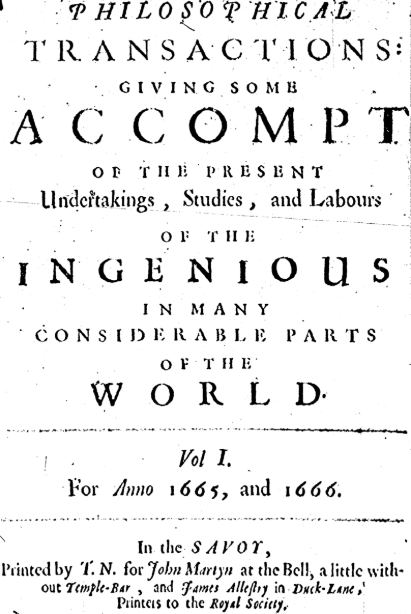 PHILOSOPHICAL
TRANSACTIONS:
GIVING SOME
ACCOMPT
OF THE PRESENT
Undertakings, Studies, and Labours
OF THE
INGENIOUS
IN MANY
CONSIDERABLE PARTS
OF THE
WORLD.
Vol I.
For Anno 1665, and 1666.
In the SAVOY,
Printed by T. N. for John Martyn at the Bell, a little with-
out Temple-Bar, and James Allestry in Duck-Lane,
Printers to the Royal Society.